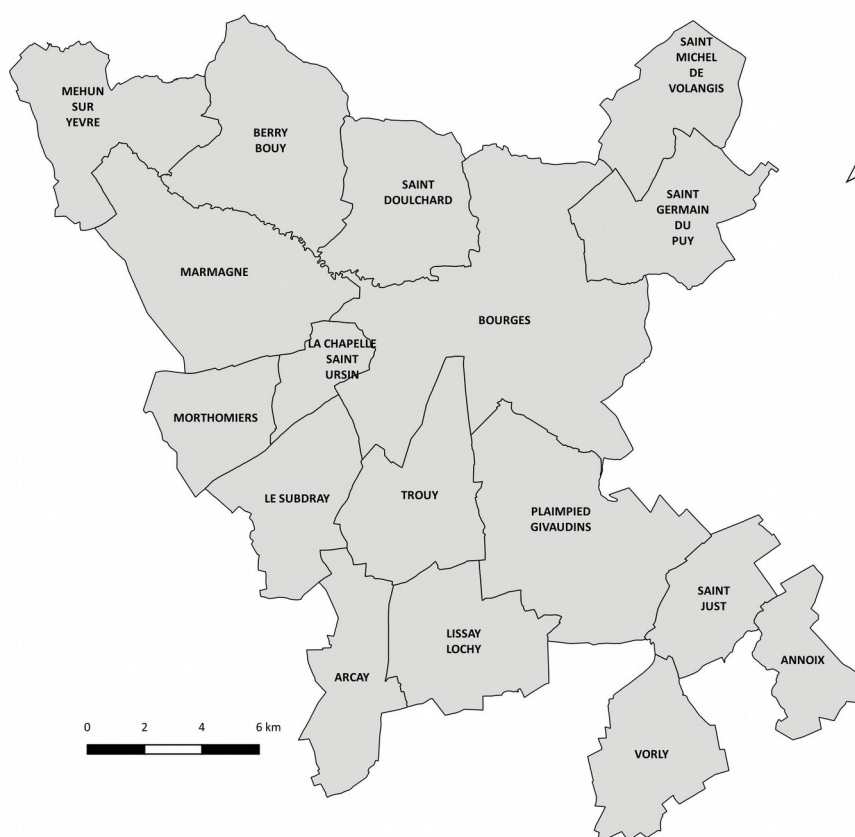 SAINT
MICHEL
DE
VOLANGIS
MEHUN
SUR
YEVRE
BERRY
BOUY
SAINT
DOULCHARD
SAINT
GERMAIN
DU
PUY
MARMAGNE
BOURGES
LA CHAPELLE
SAINT
URSIN
MORTHOMIERS
LE SUBDRAY
TROUY
PLAIMPIED
GIVAUDINS
SAINT
JUST
LISSAY
LOCHY
ANNOIX
ARCAY
VORLY
0 2 4 6 km